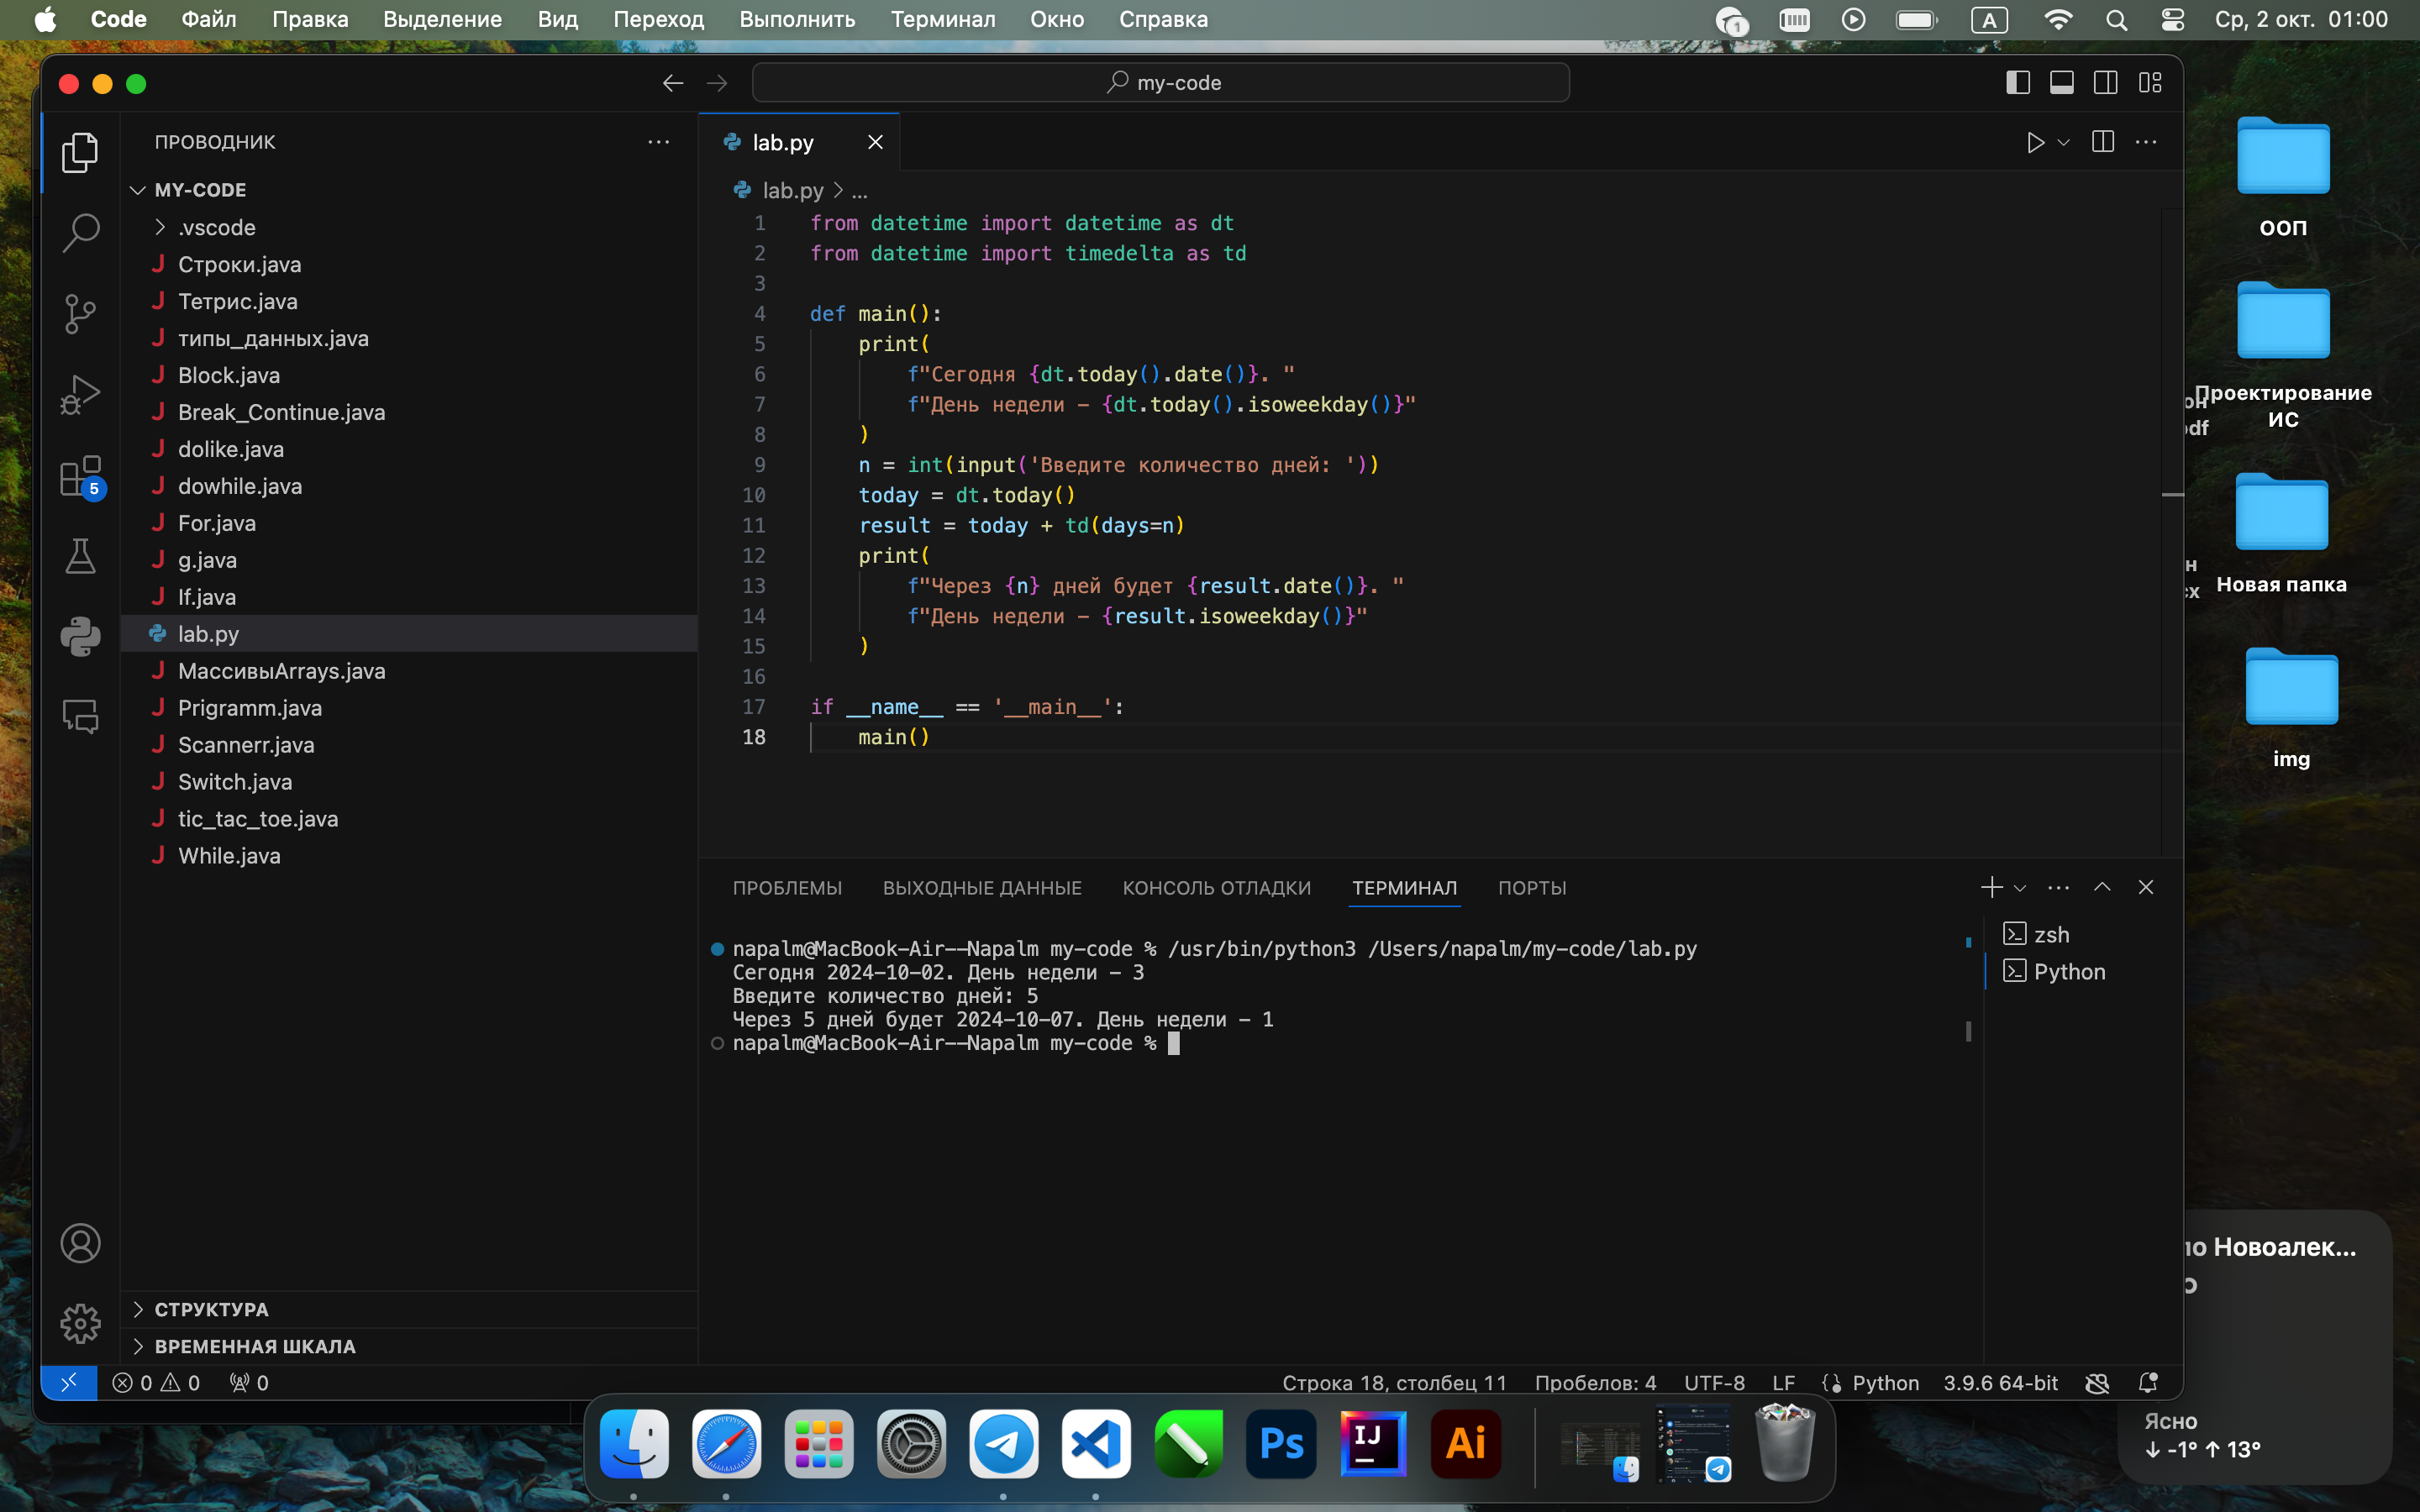 Code Файл Правка Выделение Вид Переход Выполнить Терминал Окно Справка 1 A Ср, 2 окт. 01:00
my-code
ПРОВОДНИК
MY-CODE
.vscode
Строки.java
Тетрис.java
типы_данных.java
Block.java
Break_Continue.java
dolike.java
dowhile.java
For.java
g.java
If.java
lab.py
МассивыArrays.java
Prigramm.java
Scannerr.java
Switch.java
tic_tac_toe.java
While.java
СТРУКТУРА
ВРЕМЕННАЯ ШКАЛА
5
lab.py
lab.py > ...
1 from datetime import datetime as dt
2 from datetime import timedelta as td
3
4 def main():
5 print(
6 f"Сегодня {dt.today().date()}. "
7 f"День недели - {dt.today().isoweekday()}"
8 )
9 n = int(input('Введите количество дней: '))
10 today = dt.today()
11 result = today + td(days=n)
12 print(
13 f"Через {n} дней будет {result.date()}. "
14 f"День недели - {result.isoweekday()}"
15 )
16
17 if __name__ == '__main__':
18 main()
ПРОБЛЕМЫ ВЫХОДНЫЕ ДАННЫЕ КОНСОЛЬ ОТЛАДКИ ТЕРМИНАЛ ПОРТЫ
napalm@MacBook-Air--Napalm my-code % /usr/bin/python3 /Users/napalm/my-code/lab.py
Сегодня 2024-10-02. День недели - 3
Введите количество дней: 5
Через 5 дней будет 2024-10-07. День недели - 1
napalm@MacBook-Air--Napalm my-code %
zsh
Python
0 0 0 Строка 18, столбец 11 Пробелов: 4 UTF-8 LF Python 3.9.6 64-bit
ООП
Проектирование
ИС
Новая папка
img
Новоалек...
Ясно
↓ -1° ↑ 13°
Ps IJ Ai